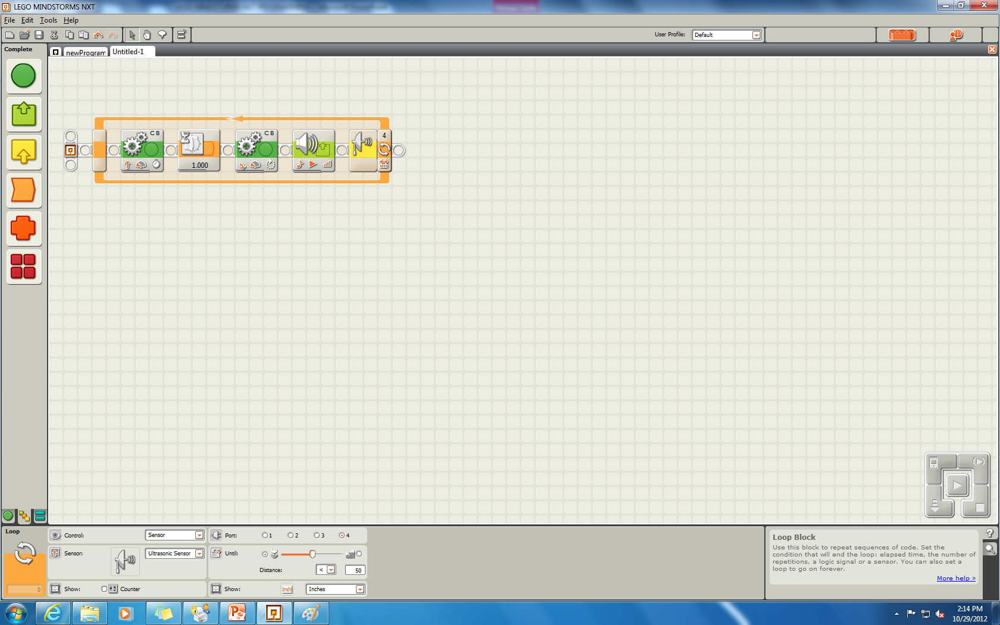 LEGO MINDSTORMS NXT
File Edit Tools Help
User Profile: Default
Complete
newProgram Untitled-1
C B C B 4
1.000
Loop
0
Control: Sensor
Sensor: Ultrasonic Sensor
Show: Counter
Port: 1 2 3 4
Until:
Distance: < 50
Show: Inch Inches
Loop Block
Use this block to repeat sequences of code. Set the
condition that will end the loop: elapsed time, the number of
repetitions, a logic signal or a sensor. You can also set a
loop to go on forever.
More help »
2:14 PM
10/29/2012